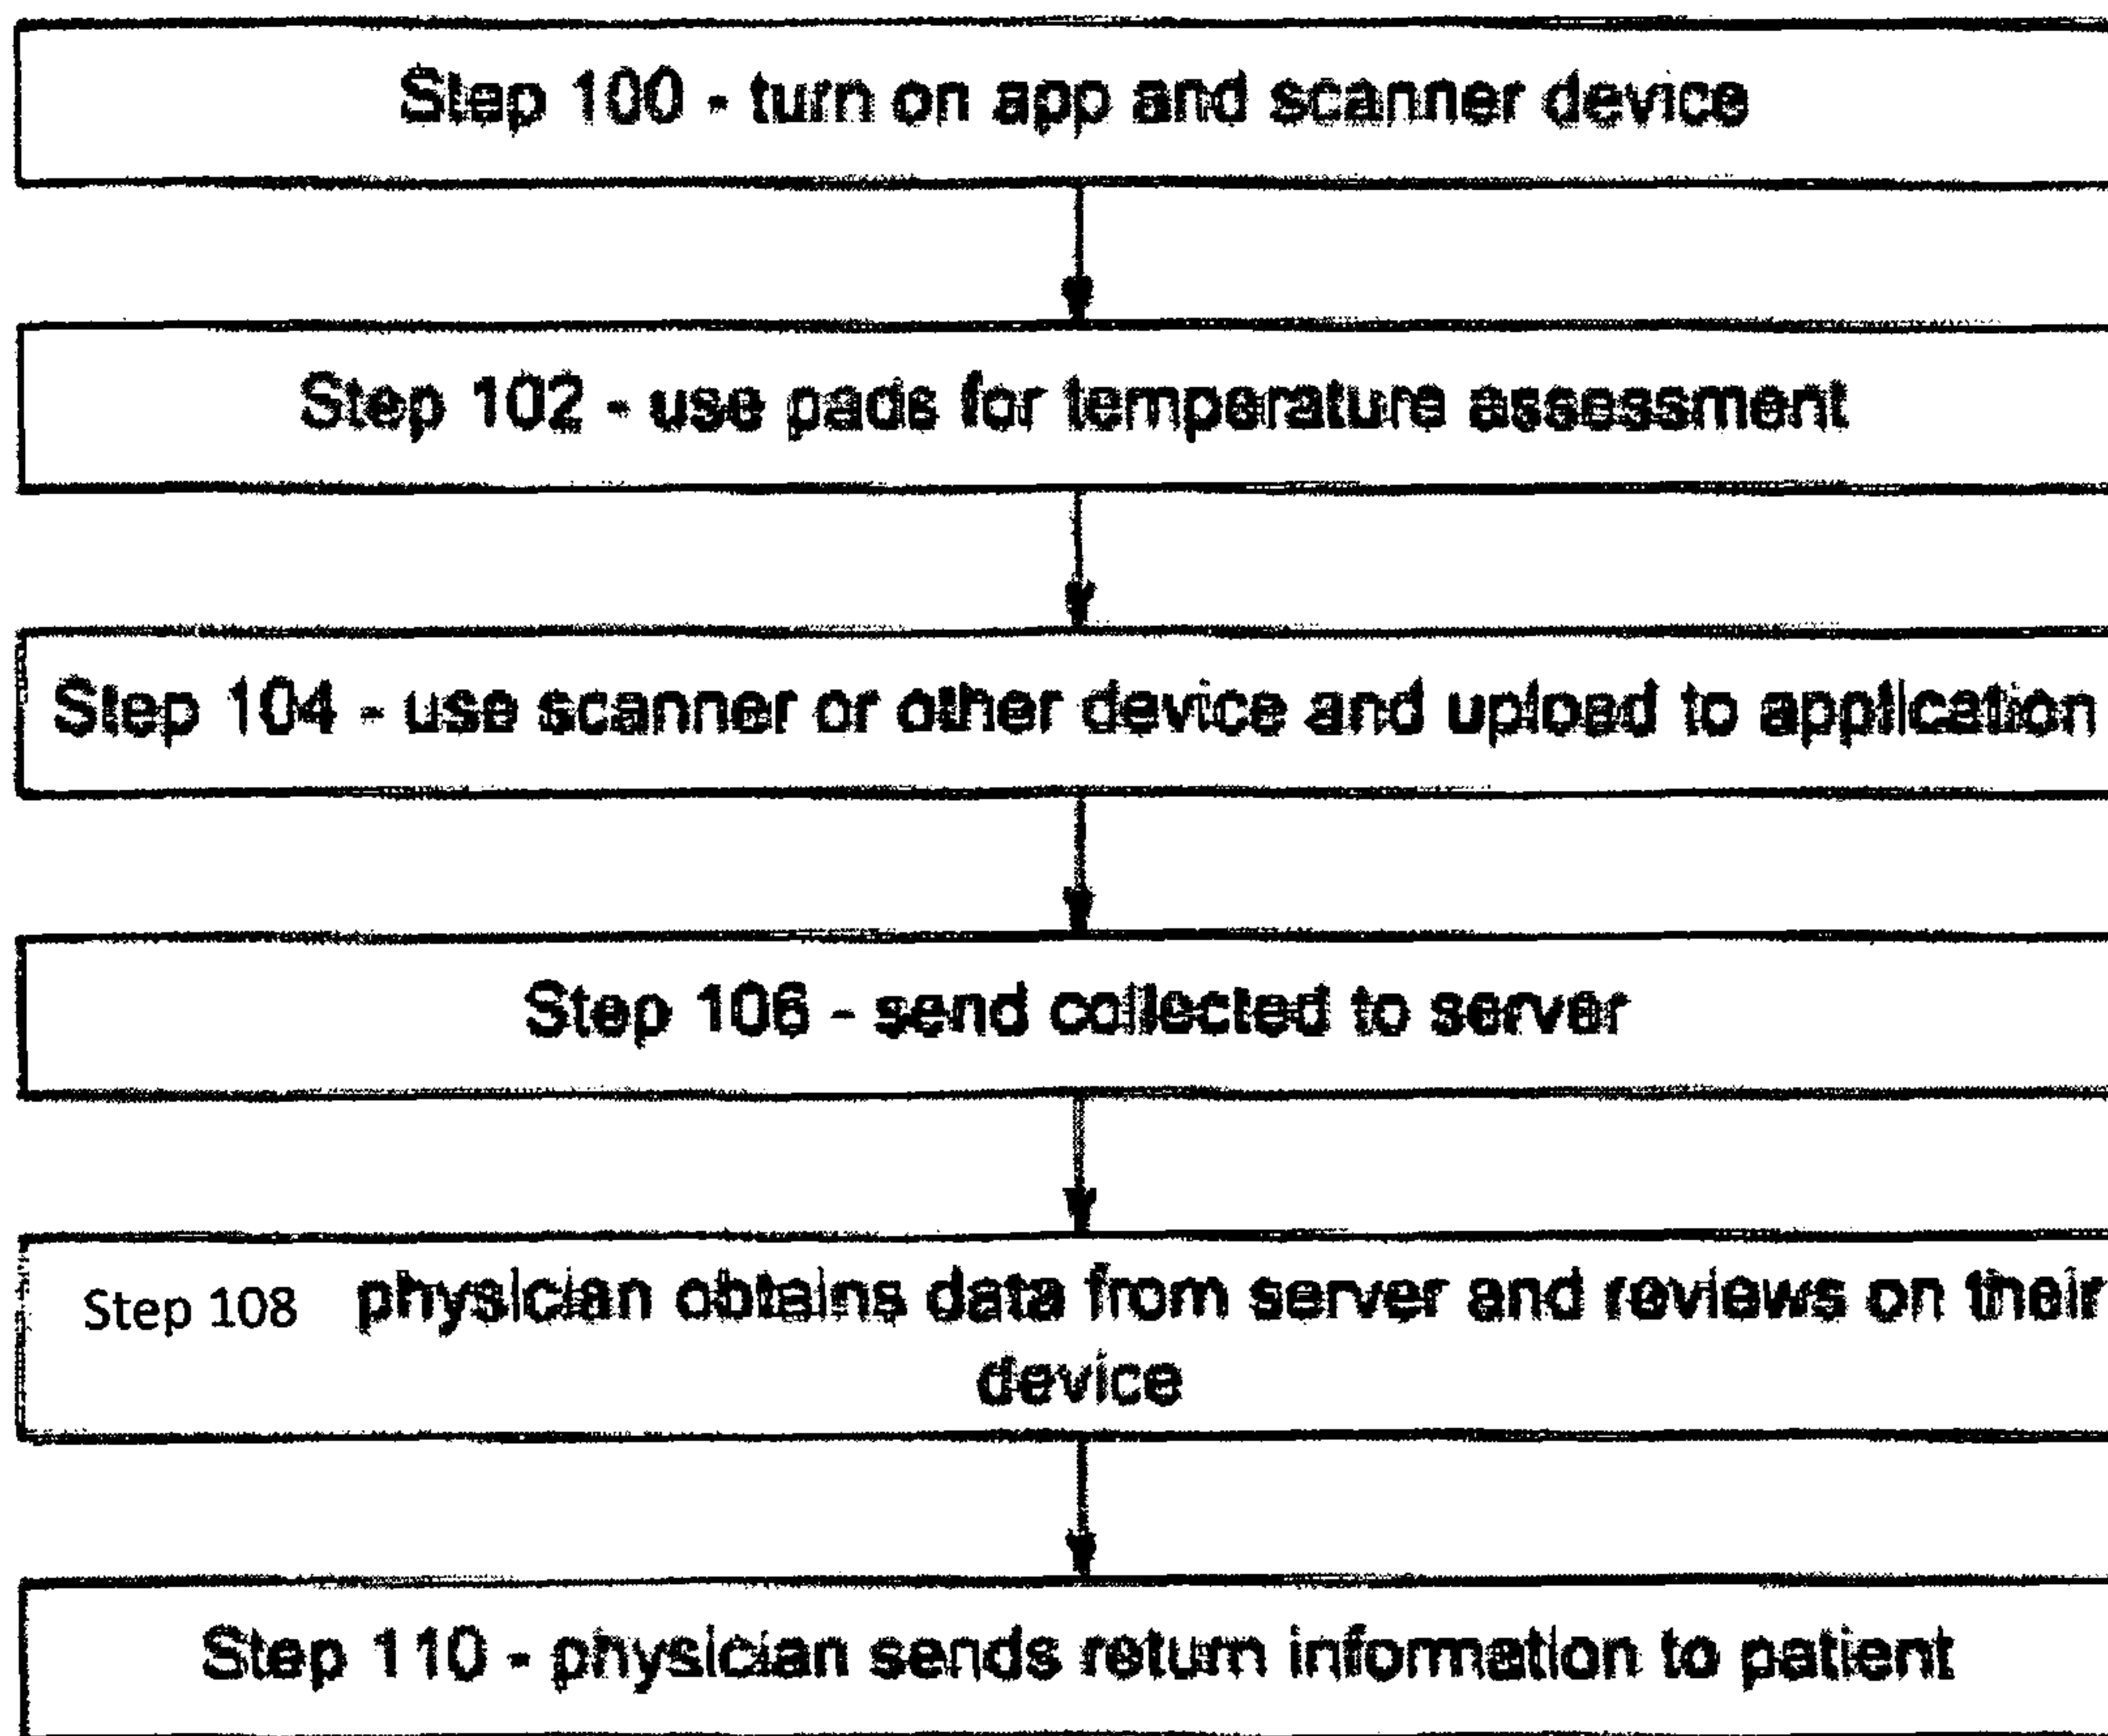 Step 100 - turn on app and scanner device
Step 102 - use pads for temperature assessment
Step 104 - use scanner or other device and upload to application
Step 106 - send collected to server
Step 108 physician obtains data from server and reviews on their
device
Step 110 - physician sends return information to patient